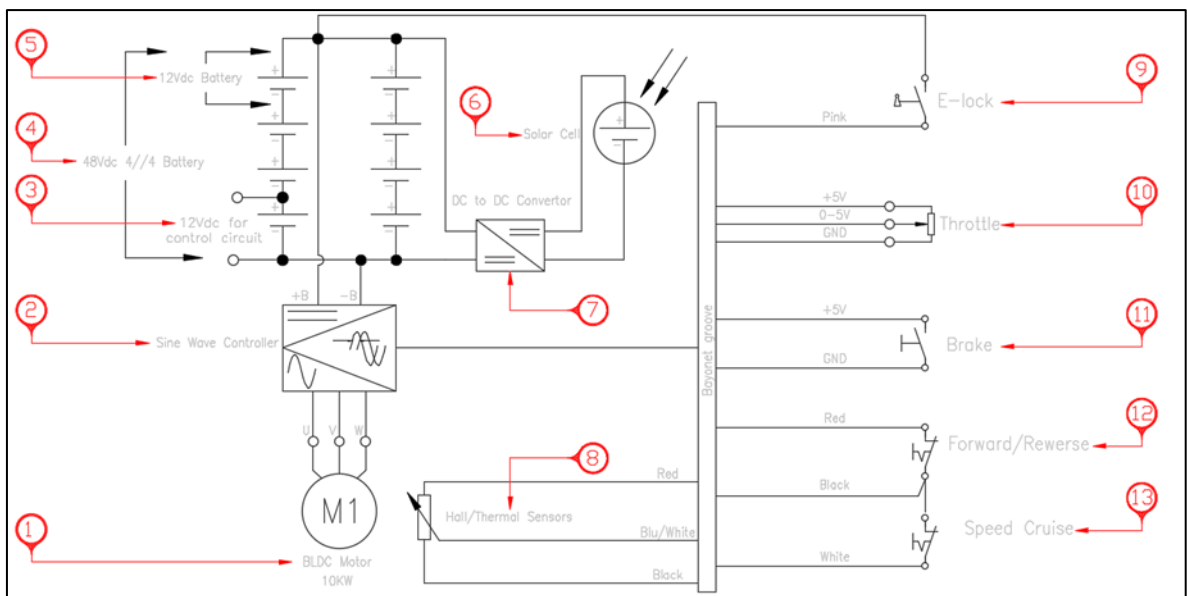 5
12Vdc Battery
4
48Vdc 4//4 Battery
3
12Vdc for
control circuit
+
-
+
-
+
-
+
-
+
-
+
-
+
-
+
-
6
Solar Cell
+
-
DC to DC Convertor
7
2
Sine Wave Controller
+B
-B
U
V
W
M1
1
BLDC Motor
10KW
8
Hall/Thermal Sensors
Red
Blu/White
Black
Bayonet groove
Pink
9
E-lock
+5V
0-5V
GND
10
Throttle
+5V
GND
11
Brake
Red
12
Forward/Rewerse
Black
13
Speed Cruise
White